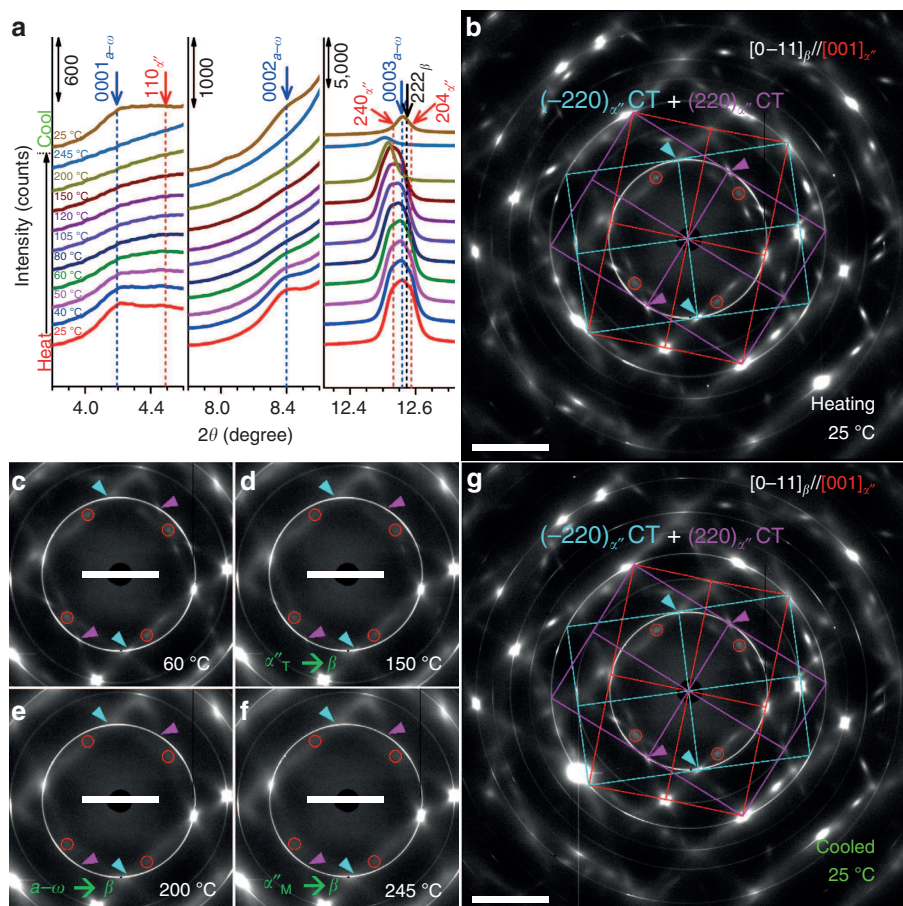 a
600
0001a–ω
110α″
1000
0002a–ω
5,000
240α″
0003a–ω
222β
204α″
Intensity (counts)
Cool
25 °C
245 °C
200 °C
150 °C
120 °C
105 °C
80 °C
60 °C
50 °C
40 °C
25 °C
Heat
4.0 4.4 8.0 8.4 12.4 12.6
2θ (degree)
b
[0–11]β//[001]α″
(–220)α″CT + (220)α″CT
Heating
25 °C
c
60 °C
d
α″T → β
150 °C
e
a–ω → β
200 °C
f
α″M → β
245 °C
g
[0–11]β//[001]α″
(–220)α″CT + (220)α″CT
Cooled
25 °C